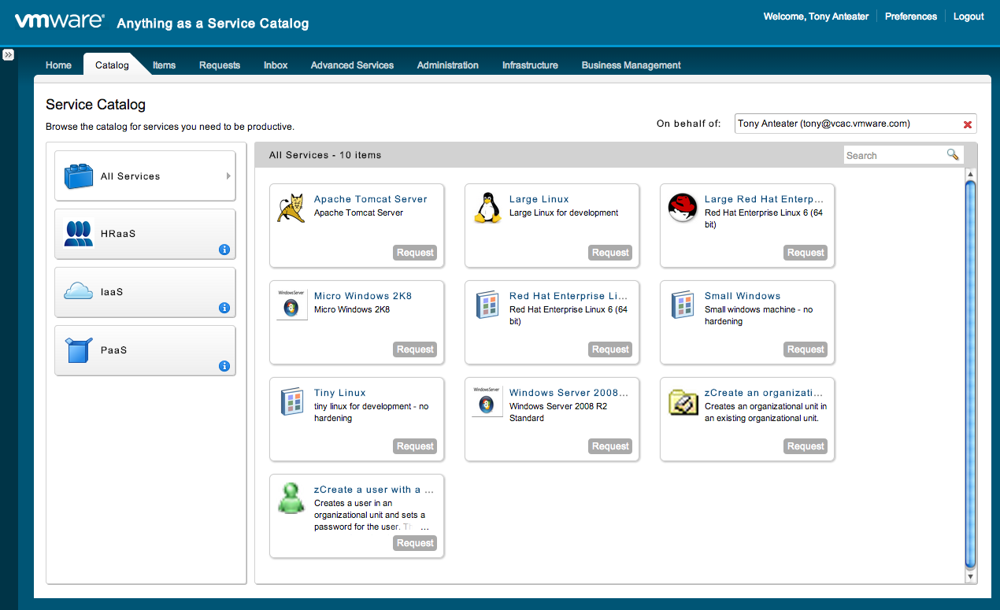 vmware® Anything as a Service Catalog
Welcome, Tony Anteater Preferences Logout
Home Catalog Items Requests Inbox Advanced Services Administration Infrastructure Business Management
Service Catalog
Browse the catalog for services you need to be productive.
On behalf of: Tony Anteater (tony@vcac.vmware.com)
All Services
HRaaS
IaaS
PaaS
All Services - 10 items
Search
Apache Tomcat Server
Apache Tomcat Server
Request
Large Linux
Large Linux for development
Request
Large Red Hat Enterp...
Red Hat Enterprise Linux 6 (64
bit)
Request
Windows Server
Micro Windows 2K8
Micro Windows 2K8
Request
Red Hat Enterprise Li...
Red Hat Enterprise Linux 6 (64
bit)
Request
Small Windows
Small windows machine - no
hardening
Request
Tiny Linux
tiny linux for development - no
hardening
Request
Windows Server
Windows Server 2008...
Windows Server 2008 R2
Standard
Request
zCreate an organizati...
Creates an organizational unit in
an existing organizational unit.
Request
zCreate a user with a ...
Creates a user in an
organizational unit and sets a
password for the user. ...
Request